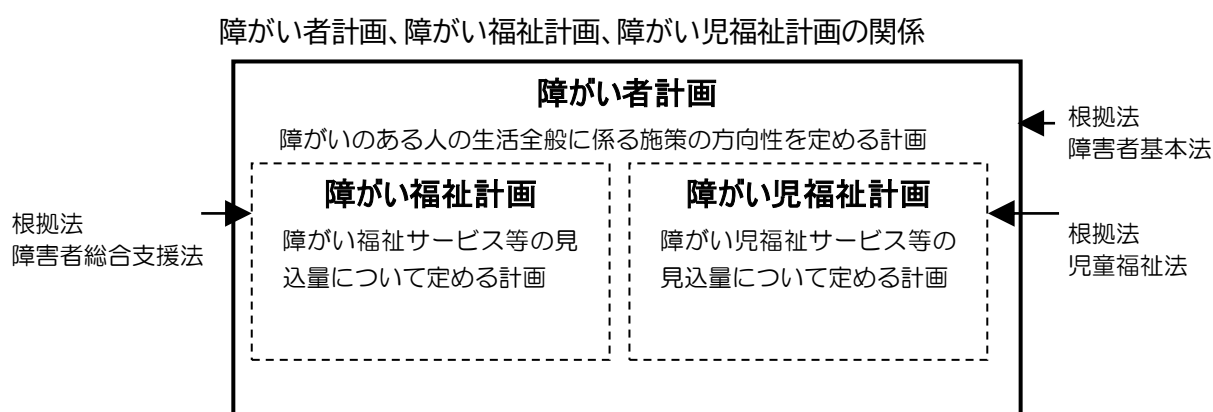 障がい者計画、障がい福祉計画、障がい児福祉計画の関係
障がい者計画
障がいのある人の生活全般に係る施策の方向性を定める計画
根拠法
障害者基本法
障がい福祉計画
障がい福祉サービス等の見
込量について定める計画
根拠法
障害者総合支援法
障がい児福祉計画
障がい児福祉サービス等の
見込量について定める計画
根拠法
児童福祉法